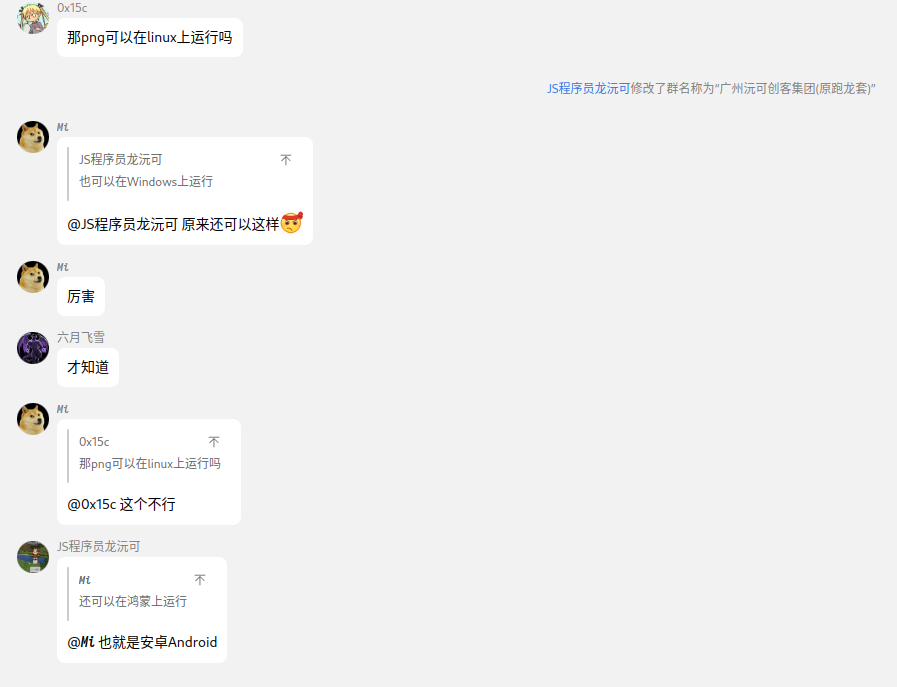 0x15c
那png可以在linux上运行吗
JS程序员龙沅可修改了群名称为“广州沅可创客集团(原跑龙套)”
Mi
JS程序员龙沅可
也可以在Windows上运行
@JS程序员龙沅可 原来还可以这样
Mi
厉害
六月飞雪
才知道
Mi
0x15c
那png可以在linux上运行吗
@0x15c 这个不行
JS程序员龙沅可
Mi
还可以在鸿蒙上运行
@Mi 也就是安卓Android